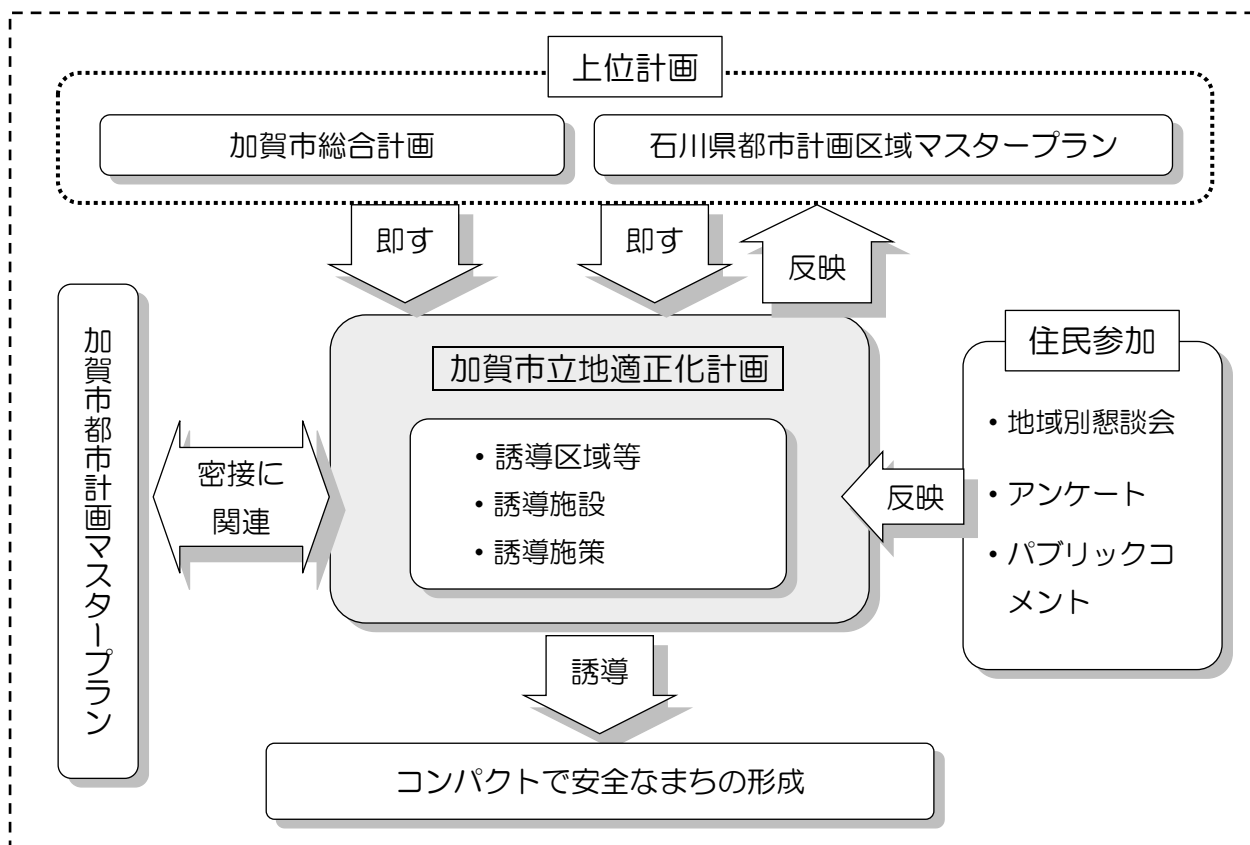 上位計画
加賀市総合計画
石川県都市計画区域マスタープラン
即す
即す
反映
加賀市都市計画マスタープラン
密接に
関連
加賀市立地適正化計画
・誘導区域等
・誘導施設
・誘導施策
反映
住民参加
・地域別懇談会
・アンケート
・パブリックコ
メント
誘導
コンパクトで安全なまちの形成